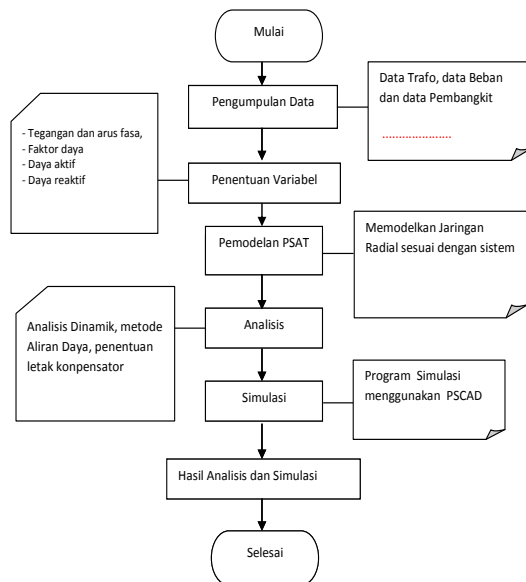 Mulai
Pengumpulan Data
Data Trafo, data Beban
dan data Pembangkit
.....................
- Tegangan dan arus fasa,
- Faktor daya
- Daya aktif
- Daya reaktif
Penentuan Variabel
Pemodelan PSAT
Memodelkan Jaringan
Radial sesuai dengan sistem
Analisis
Analisis Dinamik, metode
Aliran Daya, penentuan
letak konpensator
Simulasi
Program Simulasi
menggunakan PSCAD
Hasil Analisis dan Simulasi
Selesai